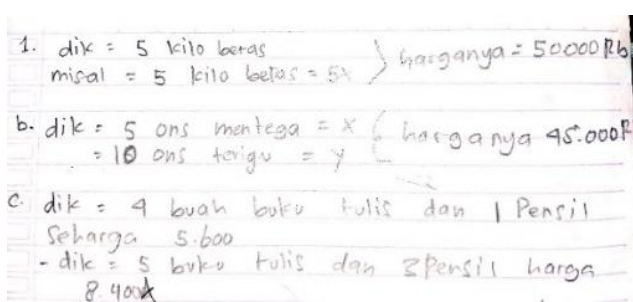 1. dik = 5 kilo beras
misal = 5 kilo beras = 5x } harganya = 50000 Rb
b. dik = 5 ons mentega = x
= 10 ons terigu = y { harganya 45.000 R
c. dik = 4 buah buku tulis dan 1 Pensil
Seharga 5.600
- dik = 5 buku tulis dan 3 Pensil harga
8.400